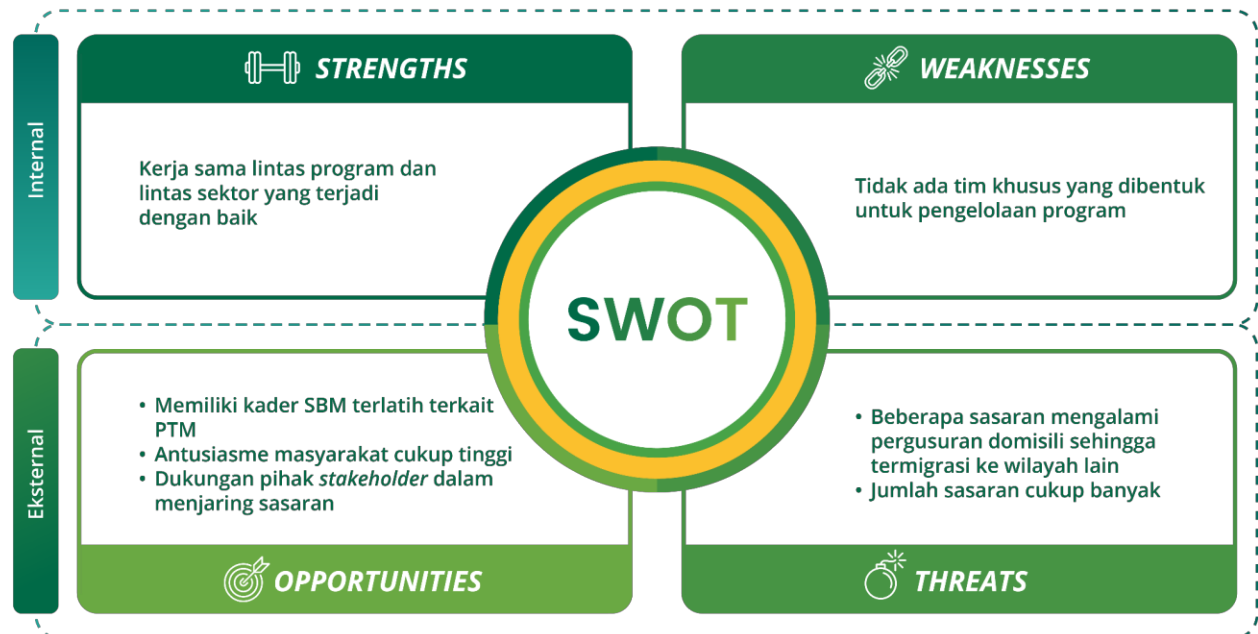 Internal
STRENGTHS
Kerja sama lintas program dan
lintas sektor yang terjadi
dengan baik
WEAKNESSES
Tidak ada tim khusus yang dibentuk
untuk pengelolaan program
SWOT
Eksternal
• Memiliki kader SBM terlatih terkait
PTM
• Antusiasme masyarakat cukup tinggi
• Dukungan pihak stakeholder dalam
menjaring sasaran
OPPORTUNITIES
• Beberapa sasaran mengalami
pergusuran domisili sehingga
termigrasi ke wilayah lain
• Jumlah sasaran cukup banyak
THREATS